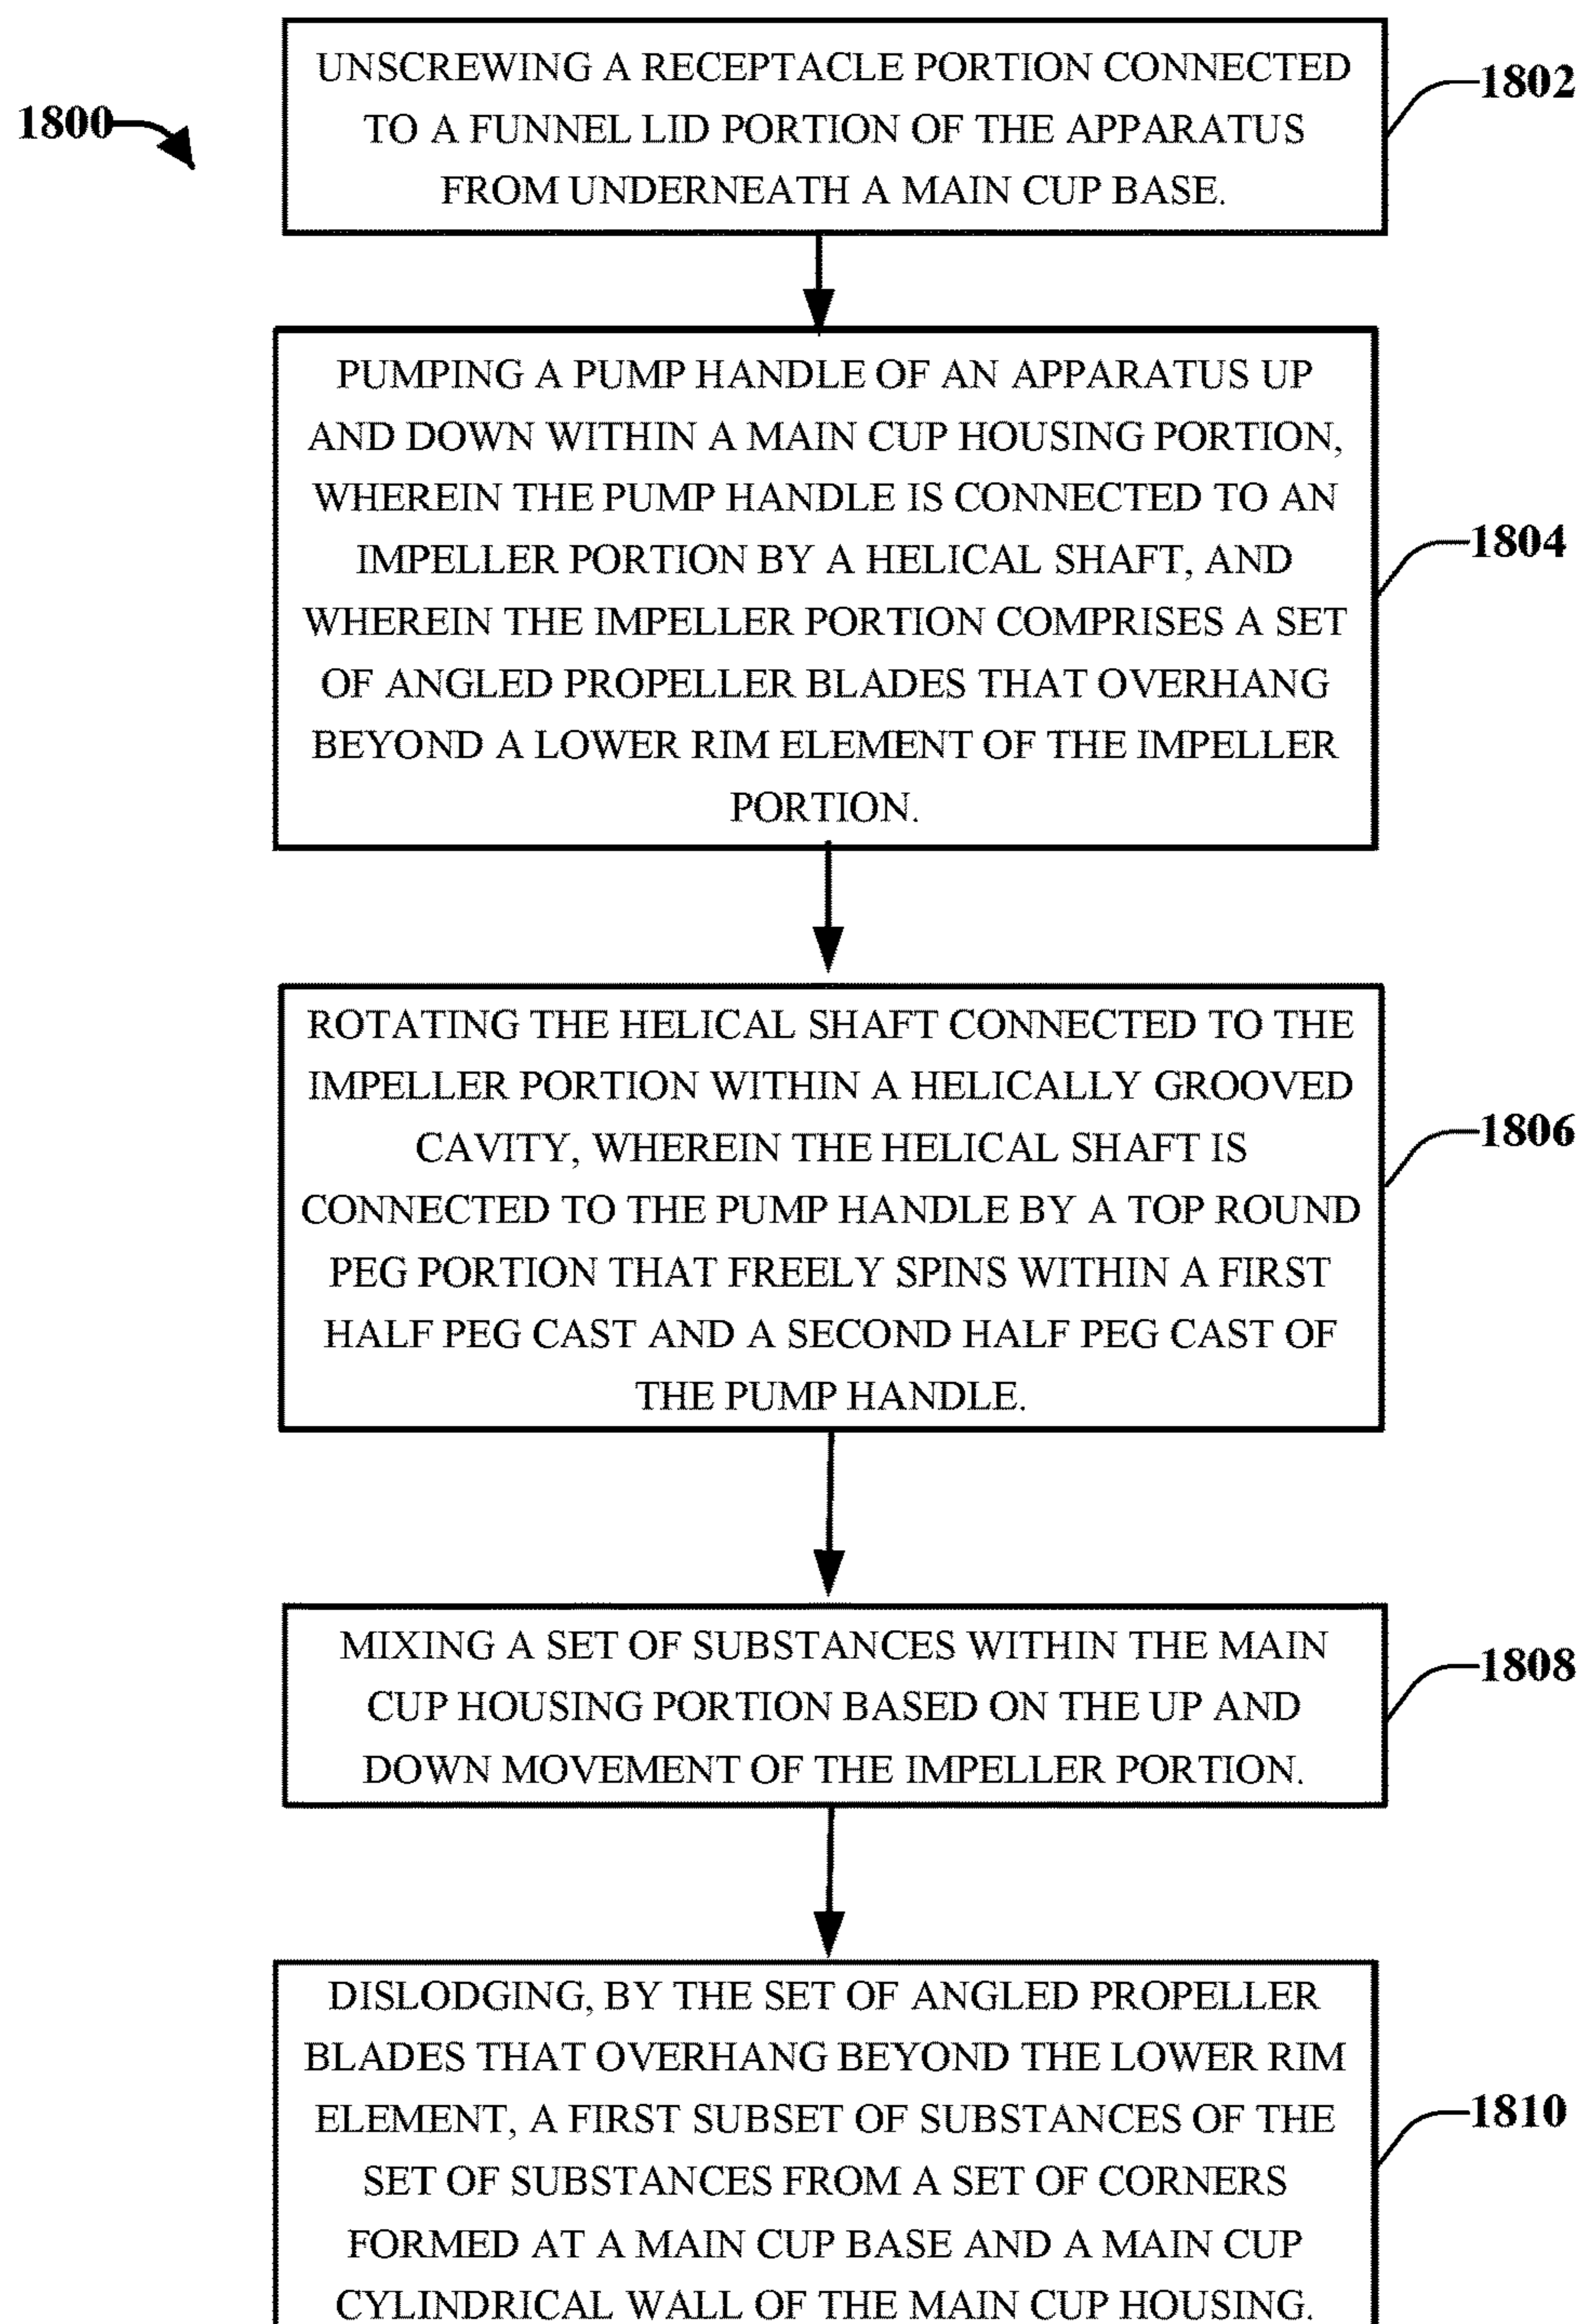 1800
UNSCREWING A RECEPTACLE PORTION CONNECTED
TO A FUNNEL LID PORTION OF THE APPARATUS
FROM UNDERNEATH A MAIN CUP BASE.
1802
PUMPING A PUMP HANDLE OF AN APPARATUS UP
AND DOWN WITHIN A MAIN CUP HOUSING PORTION,
WHEREIN THE PUMP HANDLE IS CONNECTED TO AN
IMPELLER PORTION BY A HELICAL SHAFT, AND
WHEREIN THE IMPELLER PORTION COMPRISES A SET
OF ANGLED PROPELLER BLADES THAT OVERHANG
BEYOND A LOWER RIM ELEMENT OF THE IMPELLER
PORTION.
1804
ROTATING THE HELICAL SHAFT CONNECTED TO THE
IMPELLER PORTION WITHIN A HELICALLY GROOVED
CAVITY, WHEREIN THE HELICAL SHAFT IS
CONNECTED TO THE PUMP HANDLE BY A TOP ROUND
PEG PORTION THAT FREELY SPINS WITHIN A FIRST
HALF PEG CAST AND A SECOND HALF PEG CAST OF
THE PUMP HANDLE.
1806
MIXING A SET OF SUBSTANCES WITHIN THE MAIN
CUP HOUSING PORTION BASED ON THE UP AND
DOWN MOVEMENT OF THE IMPELLER PORTION.
1808
DISLODGING, BY THE SET OF ANGLED PROPELLER
BLADES THAT OVERHANG BEYOND THE LOWER RIM
ELEMENT, A FIRST SUBSET OF SUBSTANCES OF THE
SET OF SUBSTANCES FROM A SET OF CORNERS
FORMED AT A MAIN CUP BASE AND A MAIN CUP
CYLINDRICAL WALL OF THE MAIN CUP HOUSING.
1810